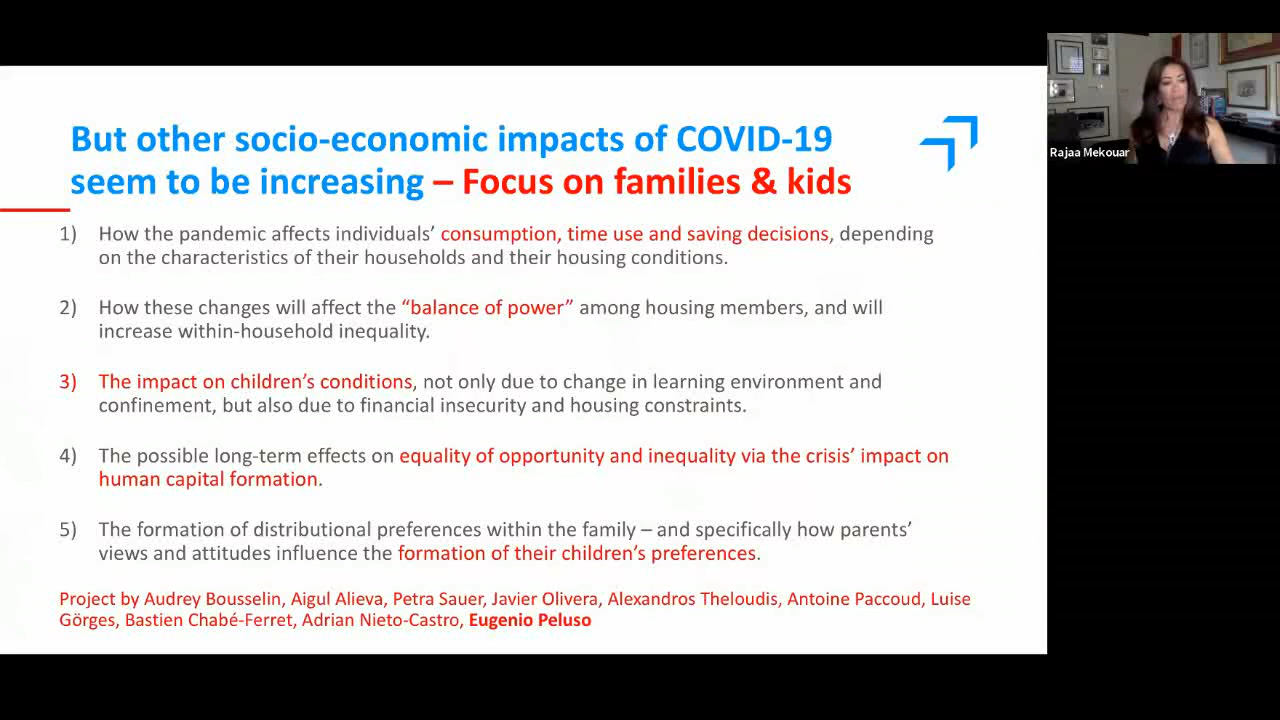 But other socio-economic impacts of COVID-19
seem to be increasing – Focus on families & kids
Rajaa Mekouar
1) How the pandemic affects individuals’ consumption, time use and saving decisions, depending
on the characteristics of their households and their housing conditions.
2) How these changes will affect the “balance of power” among housing members, and will
increase within-household inequality.
3) The impact on children’s conditions, not only due to change in learning environment and
confinement, but also due to financial insecurity and housing constraints.
4) The possible long-term effects on equality of opportunity and inequality via the crisis’ impact on
human capital formation.
5) The formation of distributional preferences within the family – and specifically how parents’
views and attitudes influence the formation of their children’s preferences.
Project by Audrey Bousselin, Aigul Alieva, Petra Sauer, Javier Olivera, Alexandros Theloudis, Antoine Paccoud, Luise
Görges, Bastien Chabé-Ferret, Adrian Nieto-Castro, Eugenio Peluso